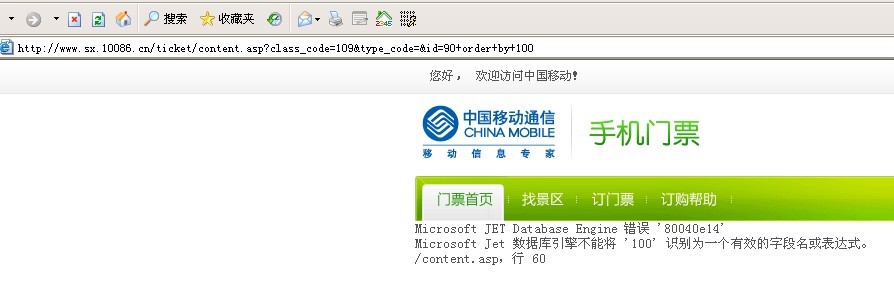 搜索 收藏夹
http://www.sx.10086.cn/ticket/content.asp?class_code=109&type_code=&id=90+order+by+100
您好， 欢迎访问中国移动!
中国移动通信
CHINA MOBILE
移动信息专家
手机门票
门票首页 找景区 订门票 订购帮助
Microsoft JET Database Engine 错误 '80040e14'
Microsoft Jet 数据库引擎不能将 '100' 识别为一个有效的字段名或表达式。
/content.asp，行 60